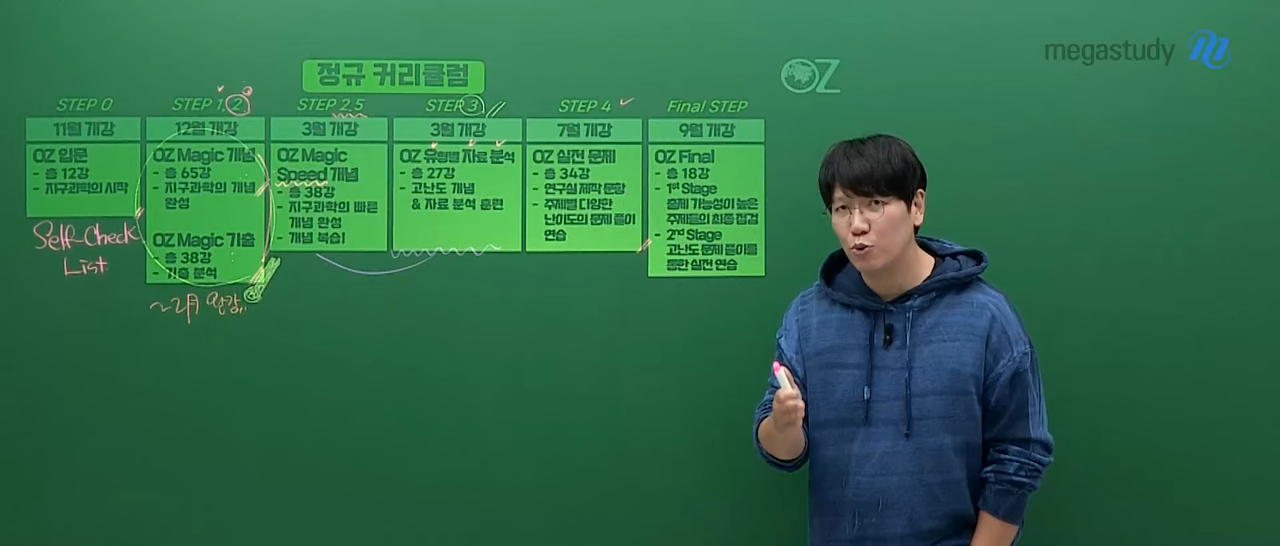 megastudy
정규 커리큘럼
OZ
STEP 0
11월 개강
OZ 입문
- 총 12강
- 지구과학의 시작
Self-Check
List
STEP 1, 2
12월 개강
OZ Magic 개념
- 총 65강
- 지구과학의 개념
완성
OZ Magic 기출
- 총 38강
- 기출 분석
~2月 완강
STEP 2.5
3월 개강
OZ Magic
Speed 개념
- 총 38강
- 지구과학의 빠른
개념 완성
- 개념 복습!
STEP 3
3월 개강
OZ 유형별 자료 분석
- 총 27강
- 고난도 개념
& 자료 분석 훈련
STEP 4
7월 개강
OZ 실전 문제
- 총 34강
- 연구실 제작 문항
- 주제별 다양한
난이도의 문제 풀이
연습
Final STEP
9월 개강
OZ Final
- 총 18강
- 1st Stage
출제 가능성이 높은
주제들의 최종 점검
- 2nd Stage
고난도 문제 풀이를
통한 실전 연습